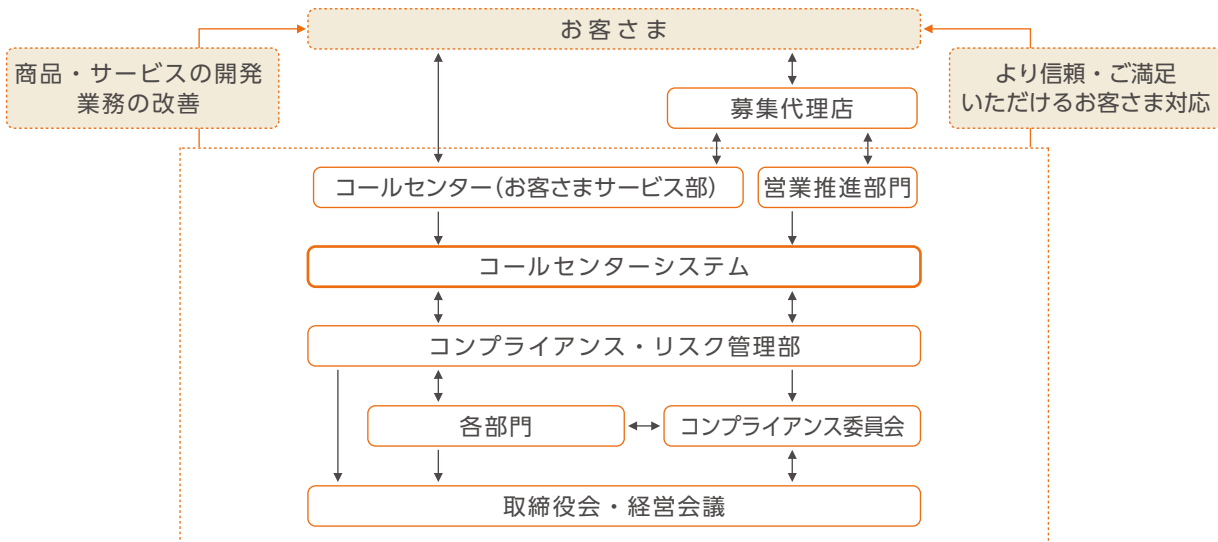 お客さま
商品・サービスの開発
業務の改善
より信頼・ご満足
いただけるお客さま対応
募集代理店
コールセンター（お客さまサービス部）
営業推進部門
コールセンターシステム
コンプライアンス・リスク管理部
各部門
コンプライアンス委員会
取締役会・経営会議